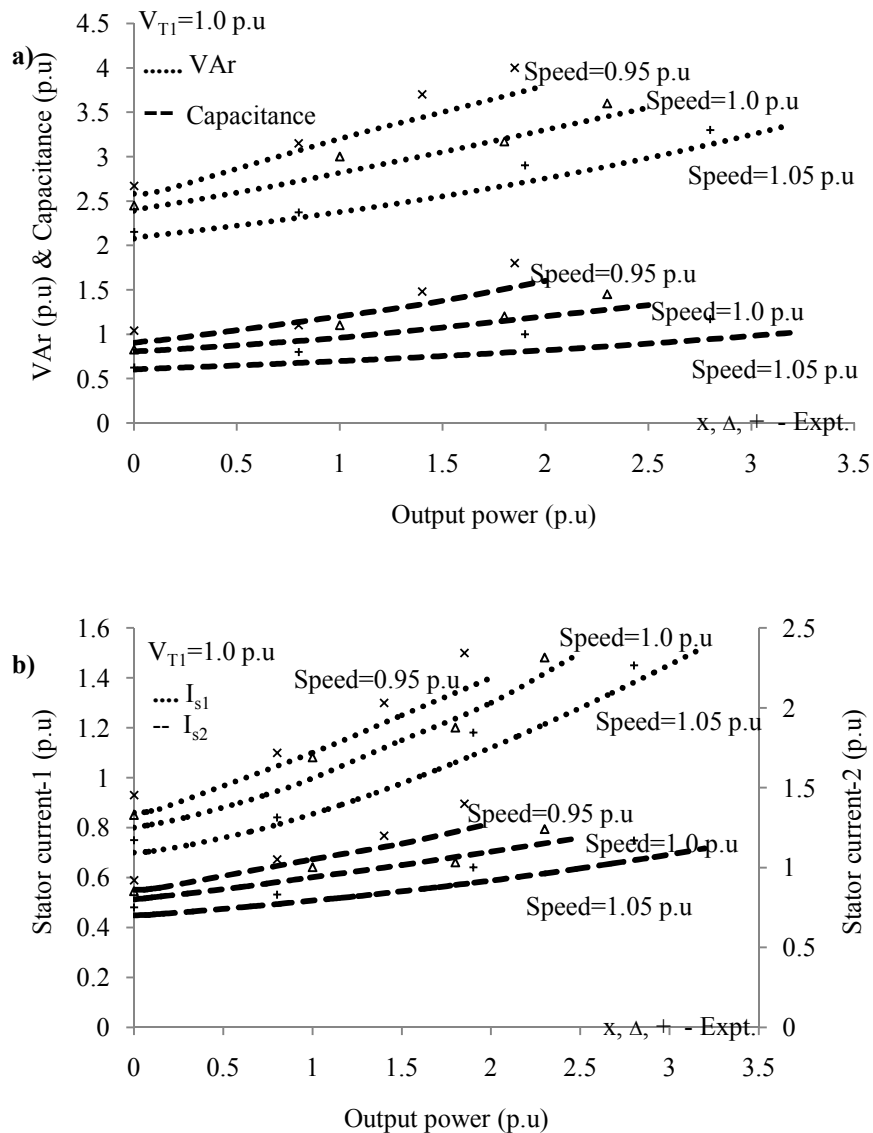 a)
V_T1=1.0 p.u
VAr
Capacitance
Speed=0.95 p.u
Speed=1.0 p.u
Speed=1.05 p.u
Speed=0.95 p.u
Speed=1.0 p.u
Speed=1.05 p.u
x, Δ, + - Expt.
VAr (p.u) & Capacitance (p.u)
4.5
4
3.5
3
2.5
2
1.5
1
0.5
0
0 0.5 1 1.5 2 2.5 3 3.5
Output power (p.u)
b)
V_T1=1.0 p.u
I_s1
I_s2
Speed=0.95 p.u
Speed=1.0 p.u
Speed=1.05 p.u
Speed=0.95 p.u
Speed=1.0 p.u
Speed=1.05 p.u
x, Δ, + - Expt.
Stator current-1 (p.u)
1.6
1.4
1.2
1
0.8
0.6
0.4
0.2
0
Stator current-2 (p.u)
2.5
2
1.5
1
0.5
0
0 0.5 1 1.5 2 2.5 3 3.5
Output power (p.u)